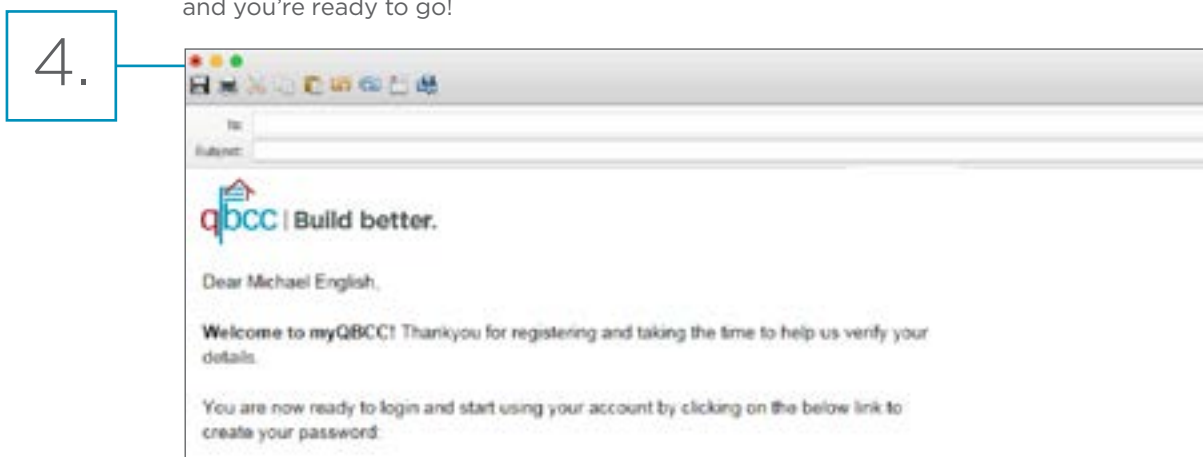 and you're ready to go!
4.
To:
Subject:
qbcc | Build better.
Dear Michael English,
Welcome to myQBCC! Thankyou for registering and taking the time to help us verify your
details.
You are now ready to login and start using your account by clicking on the below link to
create your password: